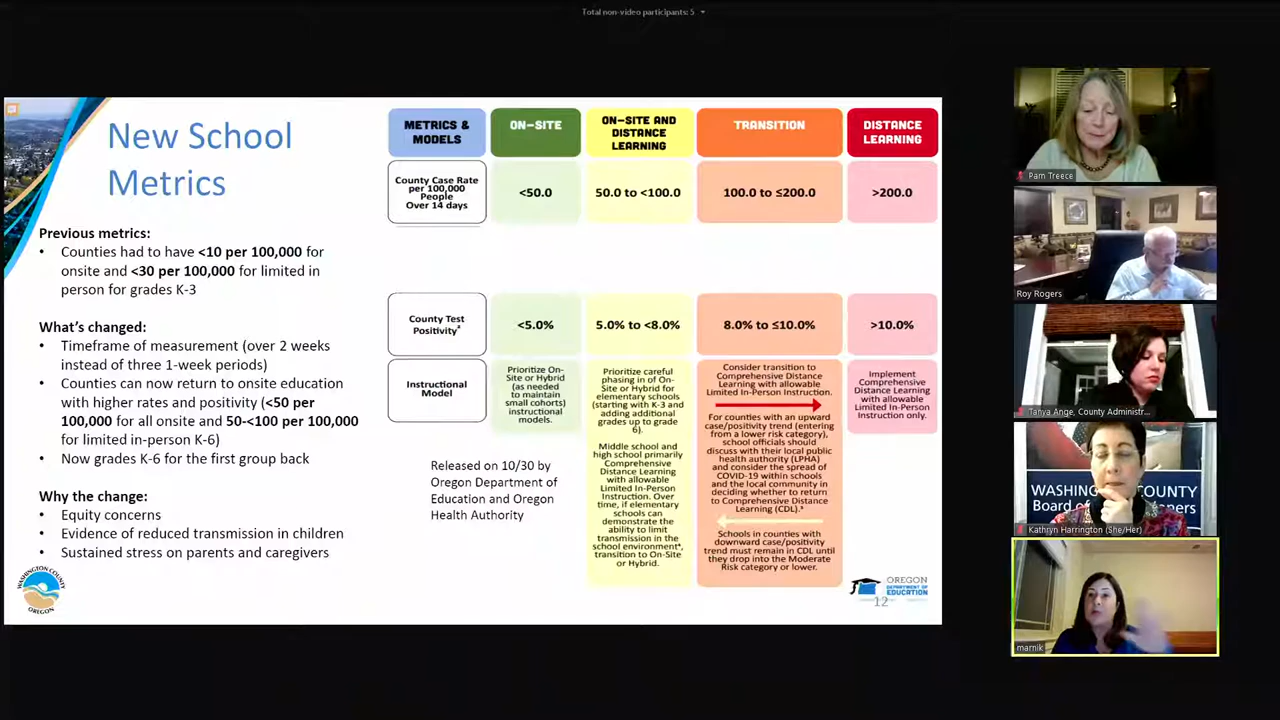 Total non-video participants: 5
New School
Metrics
Previous metrics:
• Counties had to have <10 per 100,000 for
onsite and <30 per 100,000 for limited in
person for grades K-3
What's changed:
• Timeframe of measurement (over 2 weeks
instead of three 1-week periods)
• Counties can now return to onsite education
with higher rates and positivity (<50 per
100,000 for all onsite and 50-<100 per 100,000
for limited in-person K-6)
• Now grades K-6 for the first group back
Why the change:
• Equity concerns
• Evidence of reduced transmission in children
• Sustained stress on parents and caregivers
WASHINGTON COUNTY
OREGON
METRICS &
MODELS
ON-SITE
ON-SITE AND
DISTANCE
LEARNING
TRANSITION
DISTANCE
LEARNING
County Case Rate
per 100,000
People
Over 14 days
<50.0
50.0 to <100.0
100.0 to ≤200.0
>200.0
County Test
Positivity³
<5.0%
5.0% to <8.0%
8.0% to ≤10.0%
>10.0%
Instructional
Model
Prioritize On-
Site or Hybrid
(as needed
to maintain
small cohorts)
instructional
models.
Prioritize careful
phasing in of On-
Site or Hybrid for
elementary schools
(starting with K-3 and
adding additional
grades up to grade
6).
Middle school and
high school primarily
Comprehensive
Distance Learning
with allowable
Limited In-Person
Instruction. Over
time, if elementary
schools can
demonstrate the
ability to limit
transmission in the
school environment⁴,
transition to On-Site
or Hybrid.
Consider transition to
Comprehensive Distance
Learning with allowable
Limited In-Person Instruction.
For counties with an upward
case/positivity trend (entering
from a lower risk category),
school officials should
discuss with their local public
health authority (LPHA)
and consider the spread of
COVID-19 within schools
and the local community in
deciding whether to return
to Comprehensive Distance
Learning (CDL).⁵
Schools in counties with
downward case/positivity
trend must remain in CDL until
they drop into the Moderate
Risk category or lower.
Implement
Comprehensive
Distance Learning
with allowable
Limited In-Person
Instruction only.
Released on 10/30 by
Oregon Department of
Education and Oregon
Health Authority
OREGON
DEPARTMENT OF
EDUCATION
12
Pam Treece
Roy Rogers
Tanya Ange, County Administr...
WASHING COUNTY
Board of ners
Kathryn Harrington (She/Her)
marnik